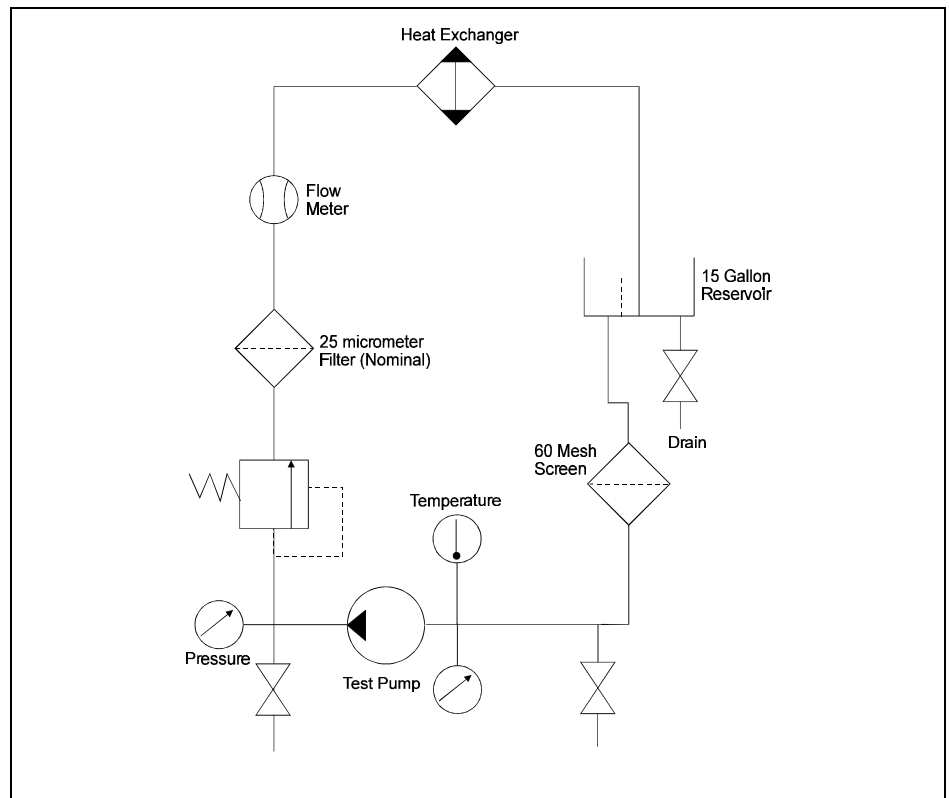 Heat Exchanger
Flow
Meter
15 Gallon
Reservoir
25 micrometer
Filter (Nominal)
Drain
60 Mesh
Screen
Temperature
Pressure
Test Pump